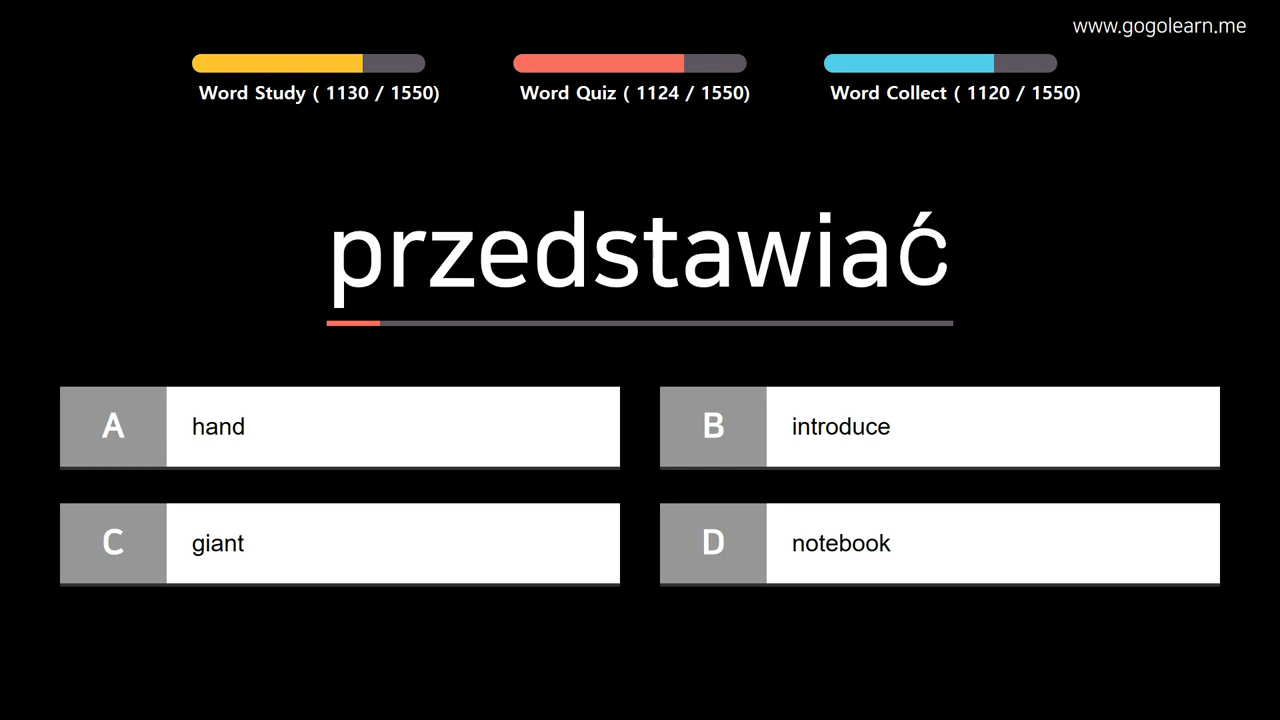 www.gogolearn.me
Word Study ( 1130 / 1550)
Word Quiz ( 1124 / 1550)
Word Collect ( 1120 / 1550)
przedstawiać
A hand
B introduce
C giant
D notebook